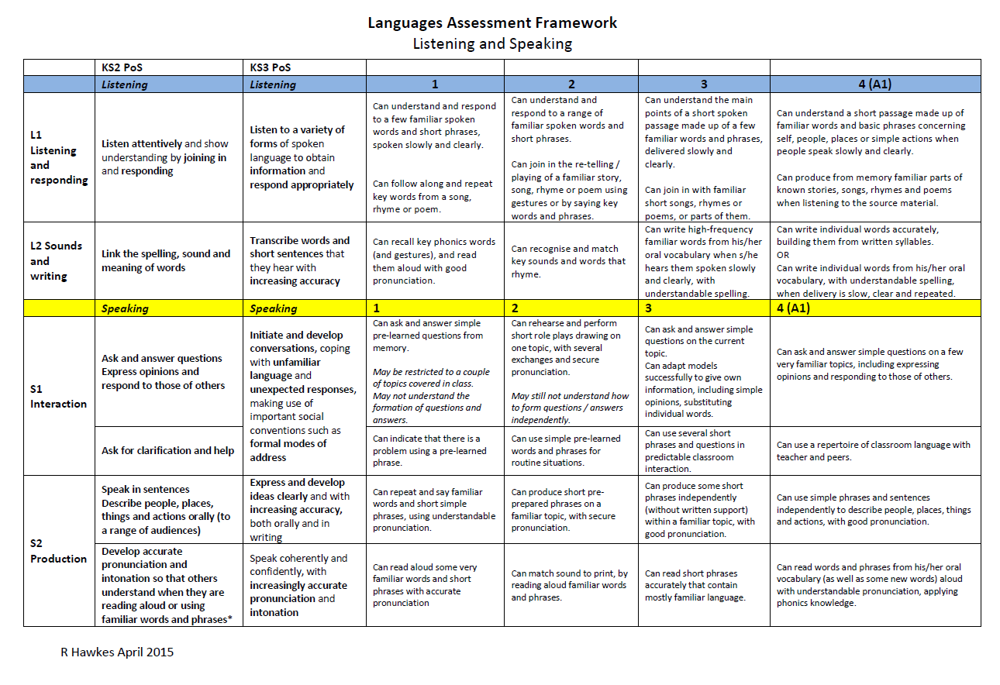 Languages Assessment Framework
Listening and Speaking
KS2 PoS
KS3 PoS
Listening
Listening
1
2
3
4 (A1)
L1
Listening
and
responding
Listen attentively and show
understanding by joining in
and responding
Listen to a variety of
forms of spoken
language to obtain
information and
respond appropriately
Can understand and respond
to a few familiar spoken
words and short phrases,
spoken slowly and clearly.
Can follow along and repeat
key words from a song,
rhyme or poem.
Can understand and
respond to a range of
familiar spoken words and
short phrases.
Can join in the re-telling /
playing of a familiar story,
song, rhyme or poem using
gestures or by saying key
words and phrases.
Can understand the main
points of a short spoken
passage made up of a few
familiar words and phrases,
delivered slowly and
clearly.
Can join in with familiar
short songs, rhymes or
poems, or parts of them.
Can understand a short passage made up of
familiar words and basic phrases concerning
self, people, places or simple actions when
people speak slowly and clearly.
Can produce from memory familiar parts of
known stories, songs, rhymes and poems
when listening to the source material.
L2 Sounds
and
writing
Link the spelling, sound and
meaning of words
Transcribe words and
short sentences that
they hear with
increasing accuracy
Can recall key phonics words
(and gestures), and read
them aloud with good
pronunciation.
Can recognise and match
key sounds and words that
rhyme.
Can write high-frequency
familiar words from his/her
oral vocabulary when s/he
hears them spoken slowly
and clearly, with
understandable spelling.
Can write individual words accurately,
building them from written syllables.
OR
Can write individual words from his/her oral
vocabulary, with understandable spelling,
when delivery is slow, clear and repeated.
Speaking
Speaking
1
2
3
4 (A1)
S1
Interaction
Ask and answer questions
Express opinions and
respond to those of others
Initiate and develop
conversations, coping
with unfamiliar
language and
unexpected responses,
making use of
important social
conventions such as
formal modes of
address
Can ask and answer simple
pre-learned questions from
memory.
May be restricted to a couple
of topics covered in class.
May not understand the
formation of questions and
answers.
Can rehearse and perform
short role plays drawing on
one topic, with several
exchanges and secure
pronunciation.
May still not understand how
to form questions / answers
independently.
Can ask and answer simple
questions on the current
topic.
Can adapt models
successfully to give own
information, including simple
opinions, substituting
individual words.
Can ask and answer simple questions on a few
very familiar topics, including expressing
opinions and responding to those of others.
Ask for clarification and help
Can indicate that there is a
problem using a pre-learned
phrase.
Can use simple pre-learned
words and phrases for
routine situations.
Can use several short
phrases and questions in
predictable classroom
interaction.
Can use a repertoire of classroom language with
teacher and peers.
S2
Production
Speak in sentences
Describe people, places,
things and actions orally (to
a range of audiences)
Express and develop
ideas clearly and with
increasing accuracy,
both orally and in
writing
Can repeat and say familiar
words and short simple
phrases, using understandable
pronunciation.
Can produce short pre-
prepared phrases on a
familiar topic, with secure
pronunciation.
Can produce some short
phrases independently
(without written support)
within a familiar topic, with
good pronunciation.
Can use simple phrases and sentences
independently to describe people, places, things
and actions, with good pronunciation.
Develop accurate
pronunciation and
intonation so that others
understand when they are
reading aloud or using
familiar words and phrases*
Speak coherently and
confidently, with
increasingly accurate
pronunciation and
intonation
Can read aloud some very
familiar words and short
phrases with accurate
pronunciation
Can match sound to print, by
reading aloud familiar words
and phrases.
Can read short phrases
accurately that contain
mostly familiar language.
Can read words and phrases from his/her oral
vocabulary (as well as some new words) aloud
with understandable pronunciation, applying
phonics knowledge.
R Hawkes April 2015